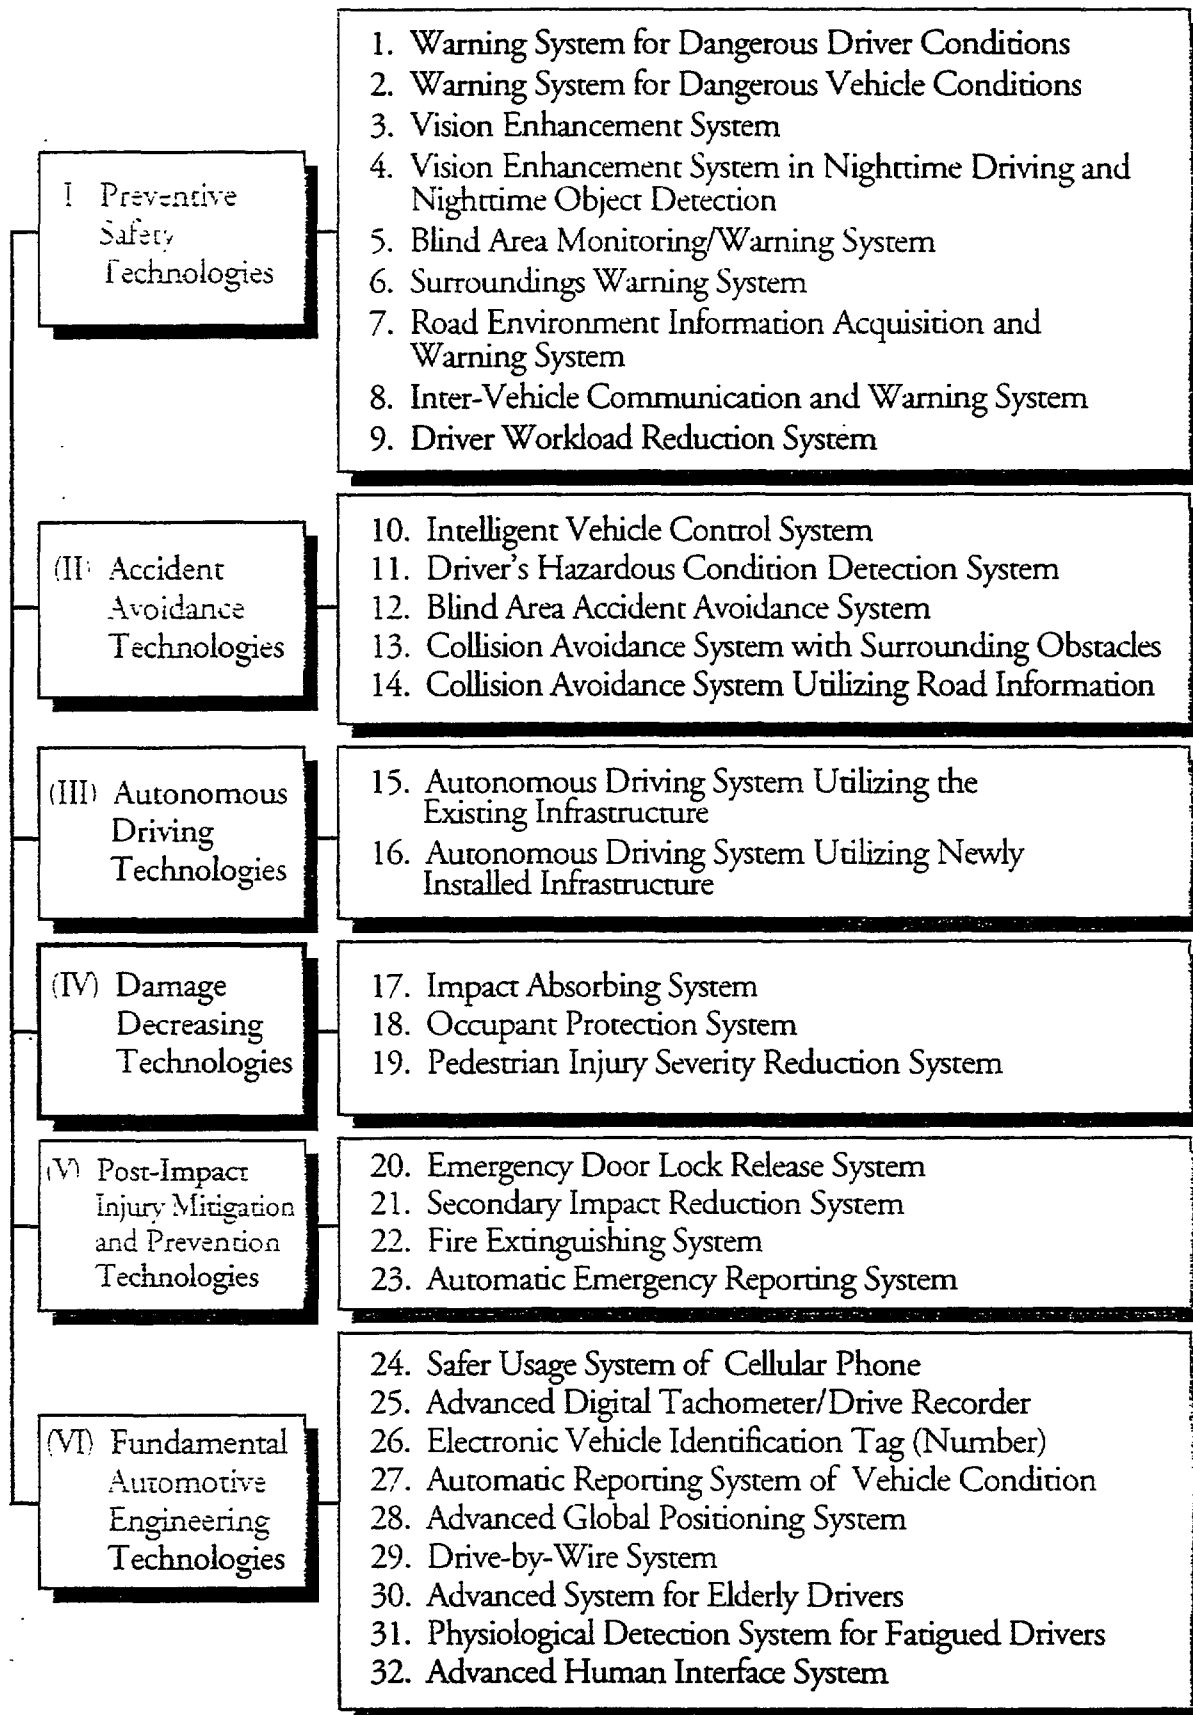 I Preventive
Safety
Technologies
1. Warning System for Dangerous Driver Conditions
2. Warning System for Dangerous Vehicle Conditions
3. Vision Enhancement System
4. Vision Enhancement System in Nighttime Driving and
Nighttime Object Detection
5. Blind Area Monitoring/Warning System
6. Surroundings Warning System
7. Road Environment Information Acquisition and
Warning System
8. Inter-Vehicle Communication and Warning System
9. Driver Workload Reduction System
(II) Accident
Avoidance
Technologies
10. Intelligent Vehicle Control System
11. Driver's Hazardous Condition Detection System
12. Blind Area Accident Avoidance System
13. Collision Avoidance System with Surrounding Obstacles
14. Collision Avoidance System Utilizing Road Information
(III) Autonomous
Driving
Technologies
15. Autonomous Driving System Utilizing the
Existing Infrastructure
16. Autonomous Driving System Utilizing Newly
Installed Infrastructure
(IV) Damage
Decreasing
Technologies
17. Impact Absorbing System
18. Occupant Protection System
19. Pedestrian Injury Severity Reduction System
(V) Post-Impact
Injury Mitigation
and Prevention
Technologies
20. Emergency Door Lock Release System
21. Secondary Impact Reduction System
22. Fire Extinguishing System
23. Automatic Emergency Reporting System
(VI) Fundamental
Automotive
Engineering
Technologies
24. Safer Usage System of Cellular Phone
25. Advanced Digital Tachometer/Drive Recorder
26. Electronic Vehicle Identification Tag (Number)
27. Automatic Reporting System of Vehicle Condition
28. Advanced Global Positioning System
29. Drive-by-Wire System
30. Advanced System for Elderly Drivers
31. Physiological Detection System for Fatigued Drivers
32. Advanced Human Interface System